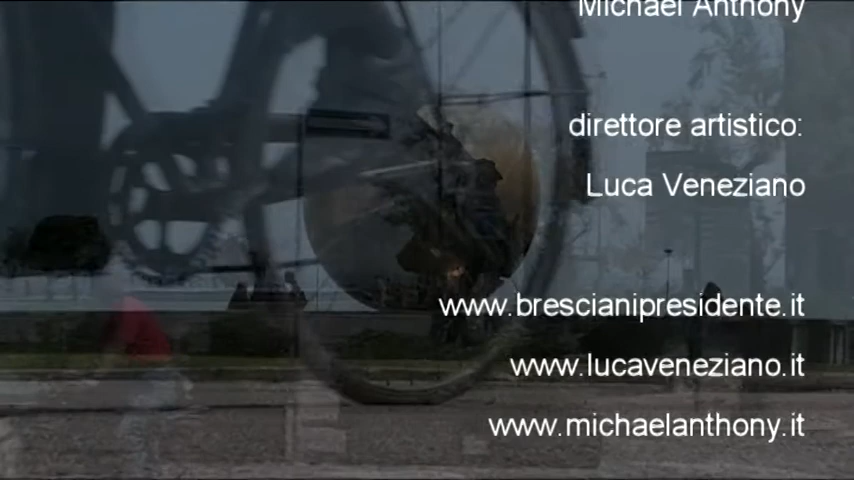 Michael Anthony
direttore artistico:
Luca Veneziano
www.brescianipresidente.it
www.lucaveneziano.it
www.michaelanthony.it